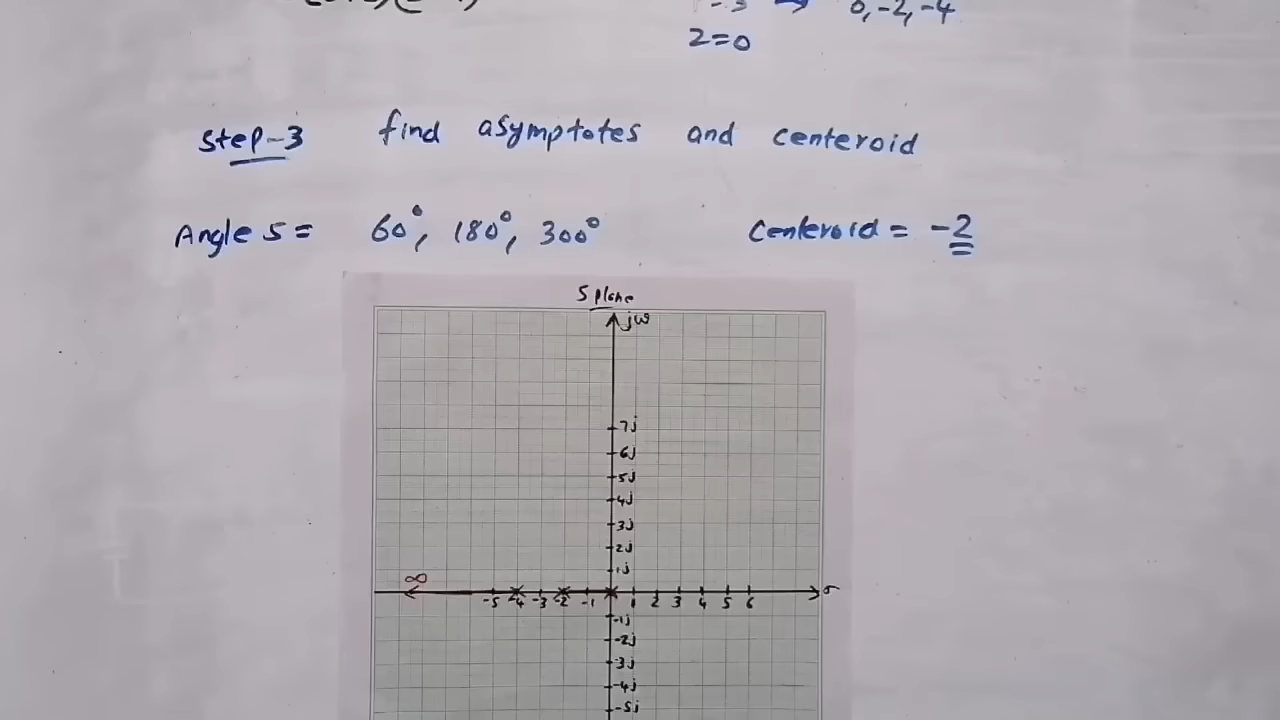 0, -2, -4
2=0
Step-3 find asymptotes and centeroid
Angles = 60°, 180°, 300° Centeroid = -2
S plane
jω
7j
6j
5j
4j
3j
2j
1j
∞
-5 -4 -3 -2 -1 1 2 3 4 5 6 σ
-1j
-2j
-3j
-4j
-5j